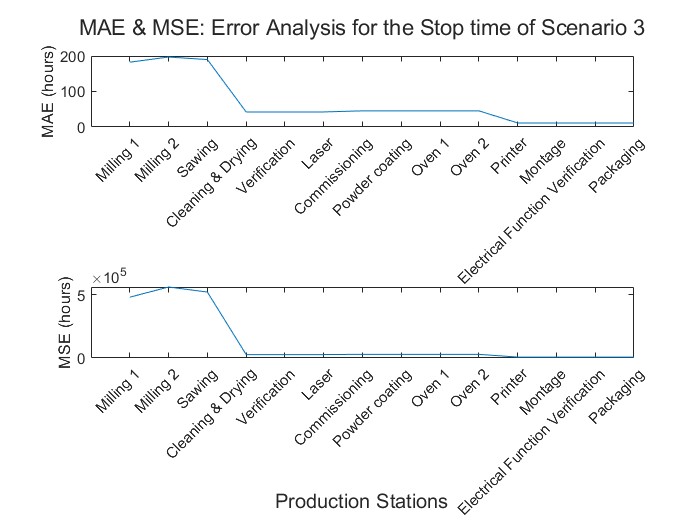 MAE & MSE: Error Analysis for the Stop time of Scenario 3
MAE (hours)
200
100
0
Milling 1
Milling 2
Sawing
Cleaning & Drying
Verification
Laser
Commissioning
Powder coating
Oven 1
Oven 2
Printer
Montage
Electrical Function Verification
Packaging
×10⁵
MSE (hours)
5
0
Milling 1
Milling 2
Sawing
Cleaning & Drying
Verification
Laser
Commissioning
Powder coating
Oven 1
Oven 2
Printer
Montage
Electrical Function Verification
Packaging
Production Stations